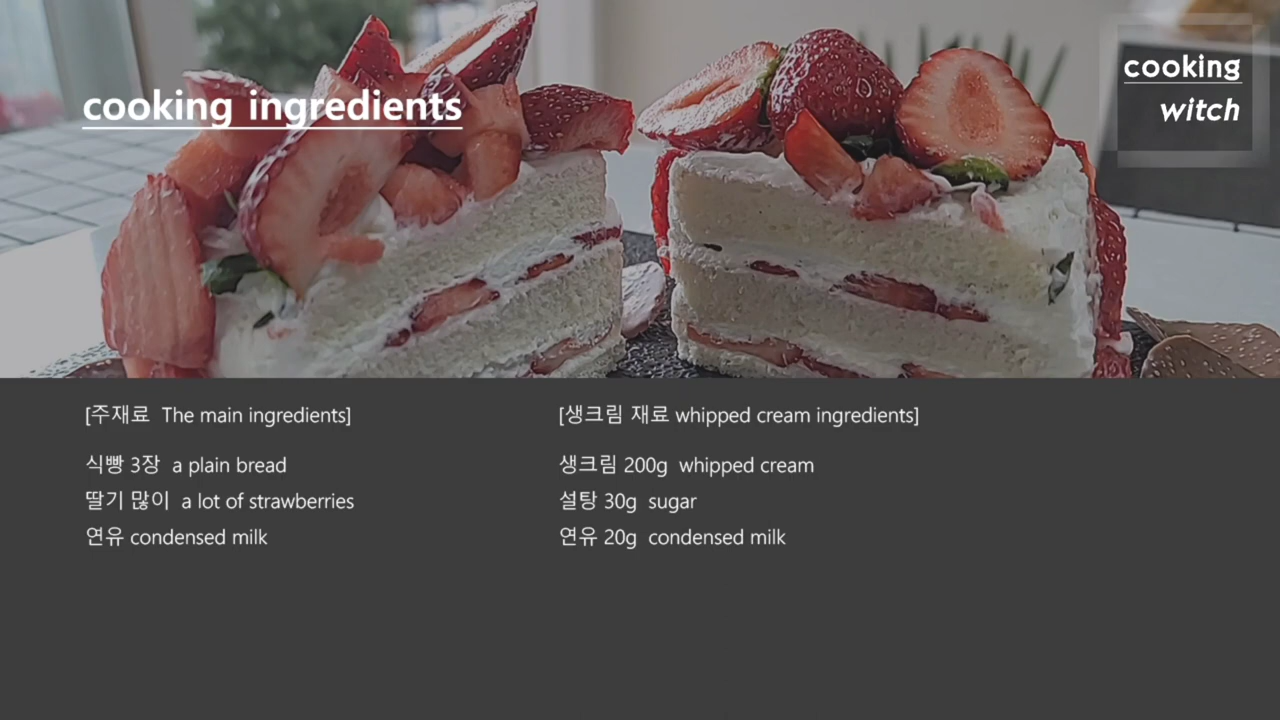 cooking ingredients
cooking
witch
[주재료  The main ingredients]
식빵 3장  a plain bread
딸기 많이  a lot of strawberries
연유 condensed milk
[생크림 재료 whipped cream ingredients]
생크림 200g  whipped cream
설탕 30g  sugar
연유 20g  condensed milk